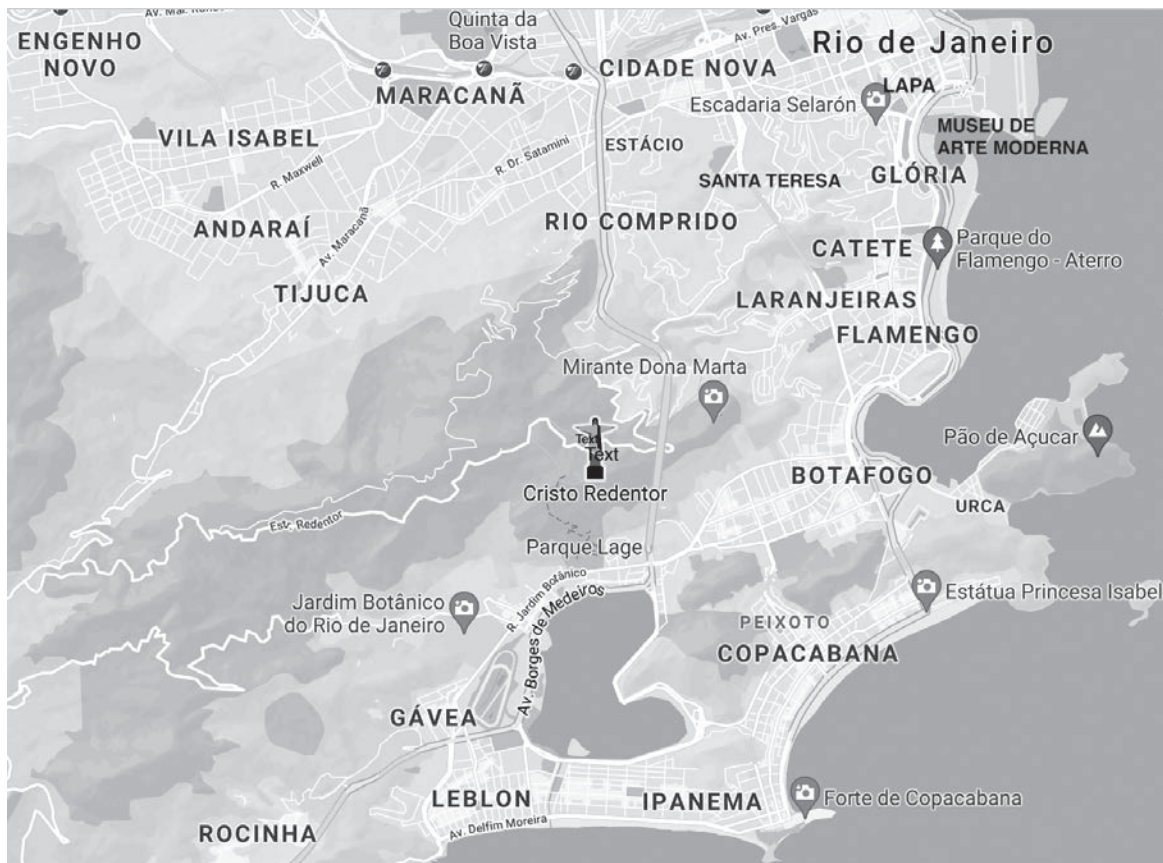 Av. Mal. Rondon
Quinta da
Boa Vista
Av. Pres. Vargas
Rio de Janeiro
ENGENHO
NOVO
CIDADE NOVA
MARACANÃ
LAPA
Escadaria Selarón
VILA ISABEL
ESTÁCIO
MUSEU DE
ARTE MODERNA
R. Dr. Satamini
R. Maxwell
SANTA TERESA
GLÓRIA
ANDARAÍ
Av. Maracanã
RIO COMPRIDO
CATETE
Parque do
Flamengo - Aterro
TIJUCA
LARANJEIRAS
FLAMENGO
Mirante Dona Marta
Text
Text
Pão de Açucar
BOTAFOGO
Cristo Redentor
URCA
Estr. Redentor
Parque Lage
R. Jardim Botânico
Av. Borges de Medeiros
Jardim Botânico
do Rio de Janeiro
Estátua Princesa Isabel
PEIXOTO
COPACABANA
GÁVEA
LEBLON
IPANEMA
Forte de Copacabana
Av. Delfim Moreira
ROCINHA